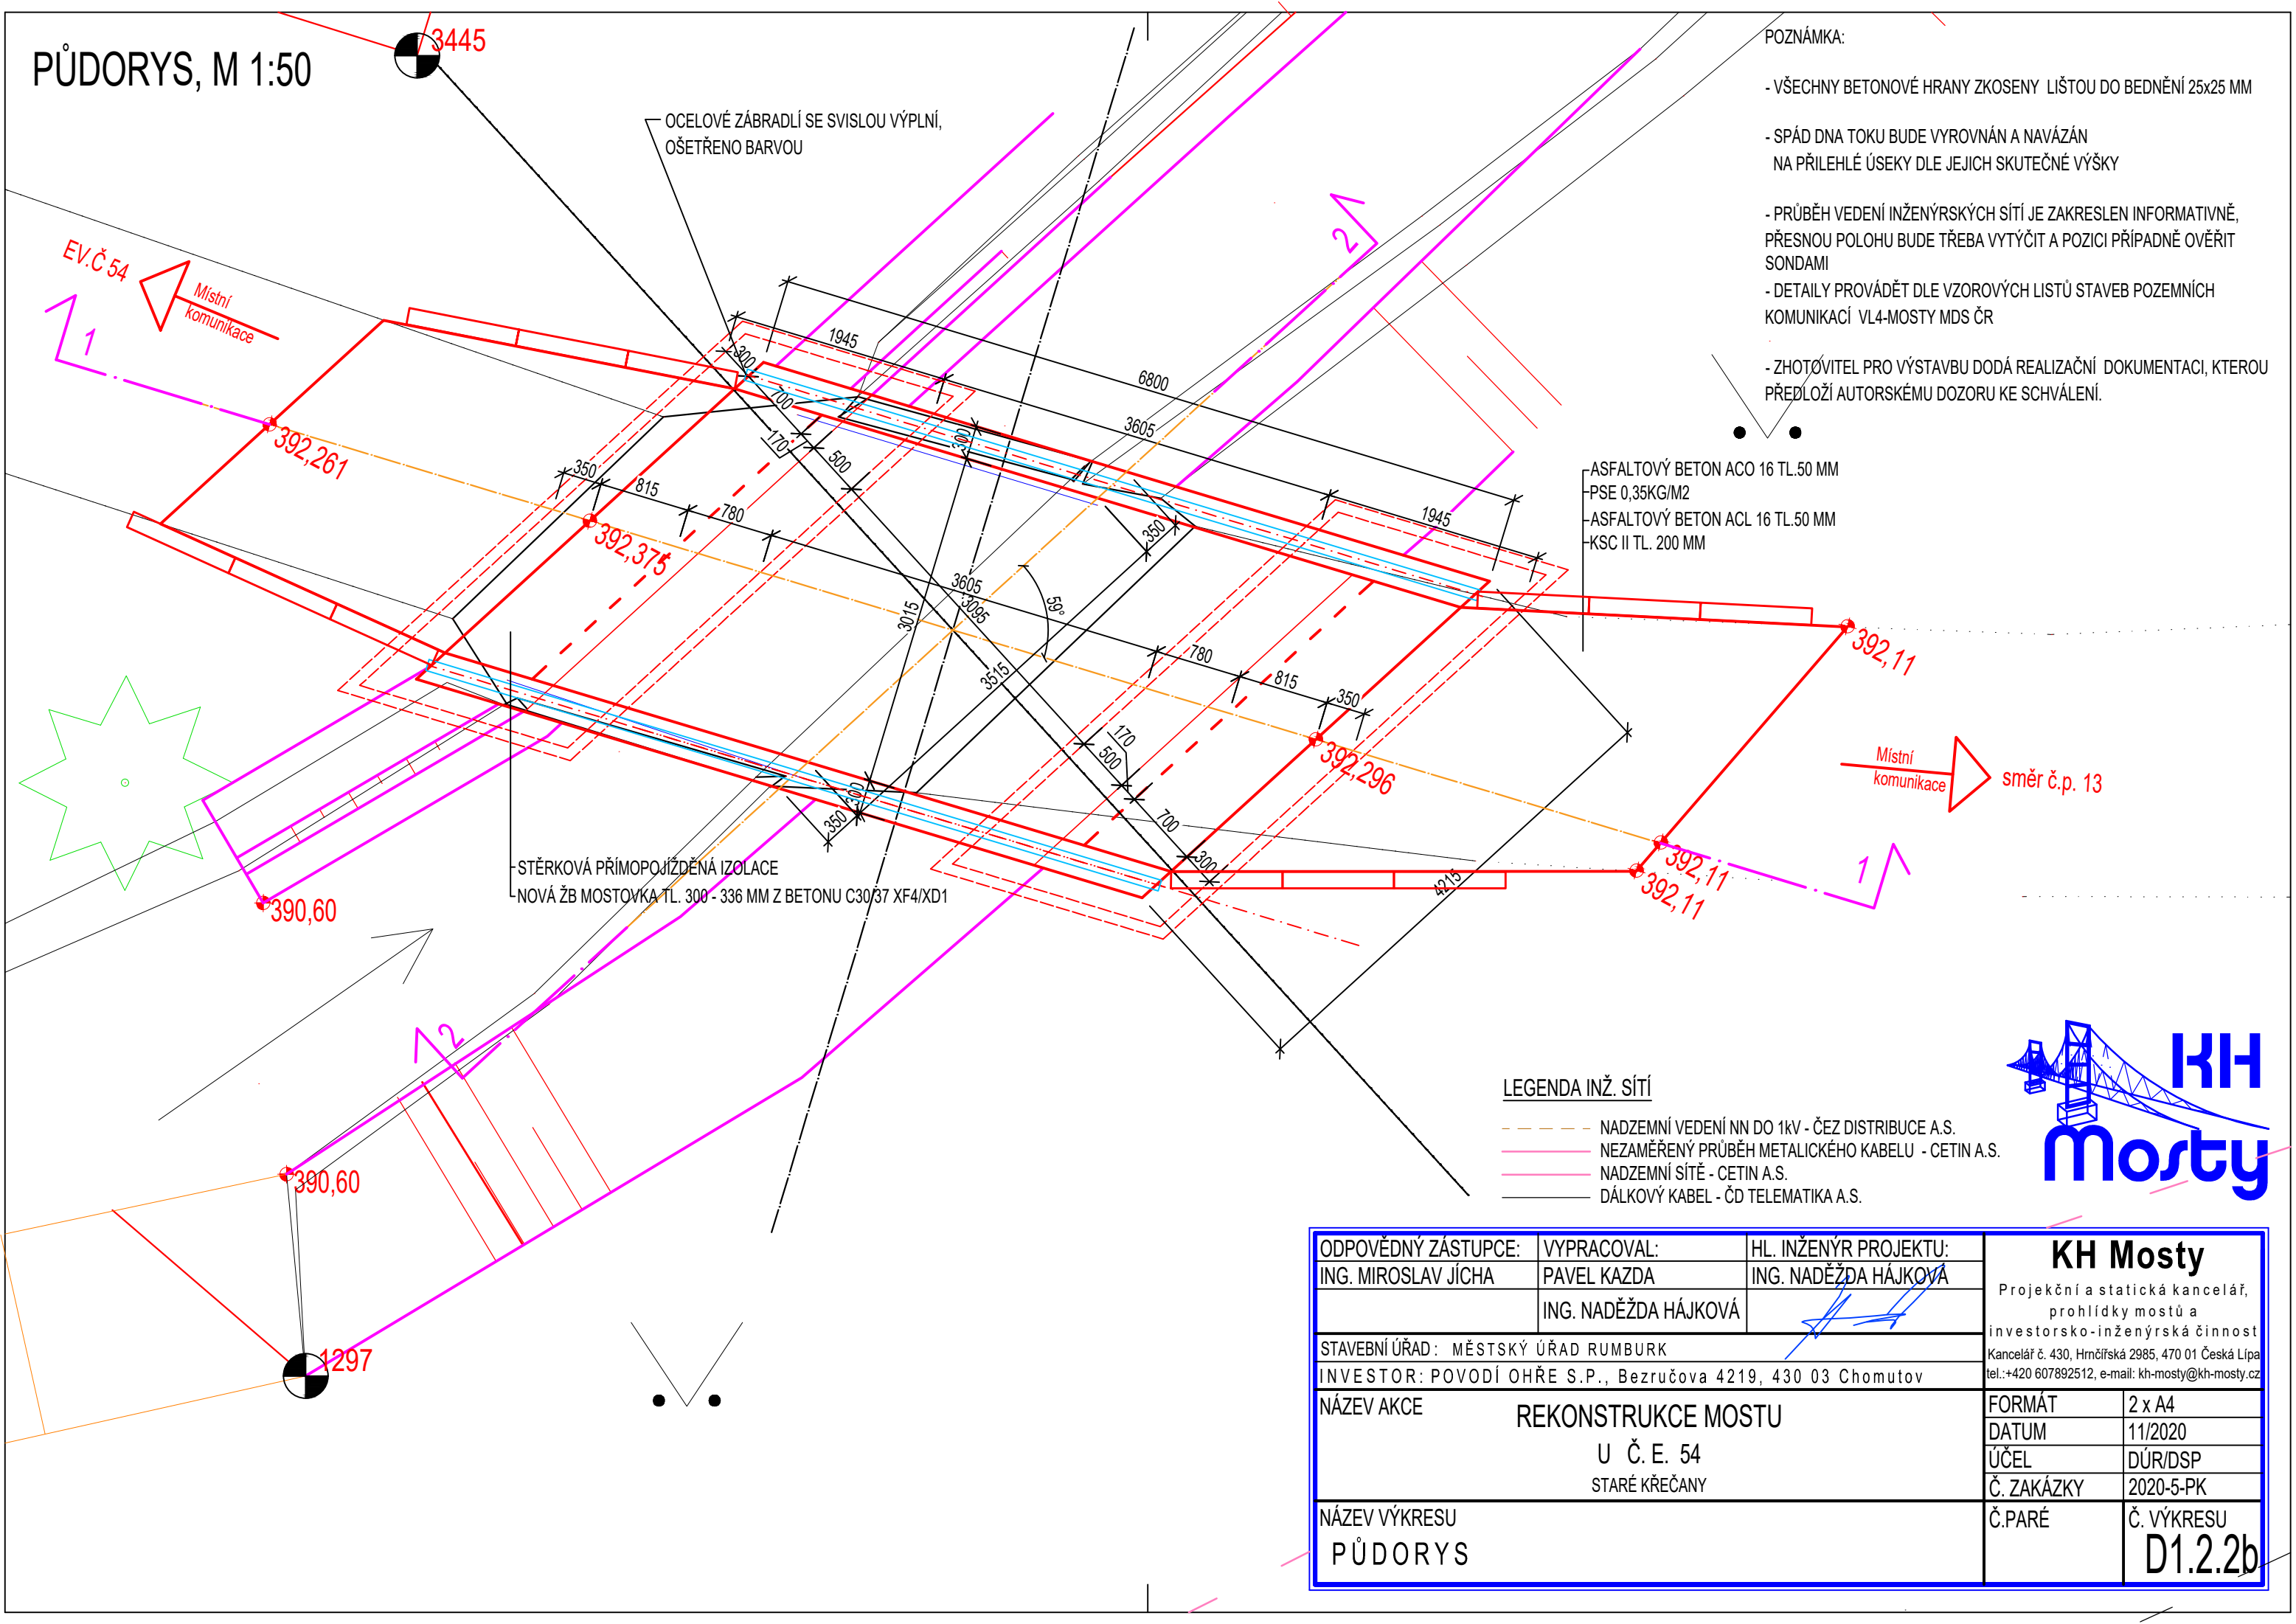 PŮDORYS, M 1:50
3445
OCELOVÉ ZÁBRADLÍ SE SVISLOU VÝPLNÍ,
OŠETŘENO BARVOU
POZNÁMKA:
- VŠECHNY BETONOVÉ HRANY ZKOSENY LIŠTOU DO BEDNĚNÍ 25x25 MM
- SPÁD DNA TOKU BUDE VYROVNÁN A NAVÁZÁN
NA PŘILEHLÉ ÚSEKY DLE JEJICH SKUTEČNÉ VÝŠKY
- PRŮBĚH VEDENÍ INŽENÝRSKÝCH SÍTÍ JE ZAKRESLEN INFORMATIVNĚ,
PŘESNOU POLOHU BUDE TŘEBA VYTÝČIT A POZICI PŘÍPADNĚ OVĚŘIT
SONDAMI
- DETAILY PROVÁDĚT DLE VZOROVÝCH LISTŮ STAVEB POZEMNÍCH
KOMUNIKACÍ VL4-MOSTY MDS ČR
- ZHOTOVITEL PRO VÝSTAVBU DODÁ REALIZAČNÍ DOKUMENTACI, KTEROU
PŘEDLOŽÍ AUTORSKÉMU DOZORU KE SCHVÁLENÍ.
EV.Č 54
Místní
komunikace
1
2
392,261
392,375
1945
6800
3605
1945
300
700
170
500
300
350
815
780
3605
3095
3015
3515
59°
350
780
815
350
170
500
700
300
350
300
4215
ASFALTOVÝ BETON ACO 16 TL.50 MM
PSE 0,35KG/M2
ASFALTOVÝ BETON ACL 16 TL.50 MM
KSC II TL. 200 MM
392,11
392,296
392,11
392,11
Místní
komunikace
směr č.p. 13
1
STĚRKOVÁ PŘÍMOPOJÍŽDĚNÁ IZOLACE
NOVÁ ŽB MOSTOVKA TL. 300 - 336 MM Z BETONU C30/37 XF4/XD1
390,60
2
390,60
1297
LEGENDA INŽ. SÍTÍ
NADZEMNÍ VEDENÍ NN DO 1kV - ČEZ DISTRIBUCE A.S.
NEZAMĚŘENÝ PRŮBĚH METALICKÉHO KABELU - CETIN A.S.
NADZEMNÍ SÍTĚ - CETIN A.S.
DÁLKOVÝ KABEL - ČD TELEMATIKA A.S.
KH
Mosty
ODPOVĚDNÝ ZÁSTUPCE: VYPRACOVAL: HL. INŽENÝR PROJEKTU:
ING. MIROSLAV JÍCHA PAVEL KAZDA ING. NADĚŽDA HÁJKOVÁ
ING. NADĚŽDA HÁJKOVÁ
STAVEBNÍ ÚŘAD : MĚSTSKÝ ÚŘAD RUMBURK
INVESTOR: POVODÍ OHŘE S.P., Bezručova 4219, 430 03 Chomutov
KH Mosty
Projekční a statická kancelář,
prohlídky mostů a
investorsko-inženýrská činnost
Kancelář č. 430, Hrnčířská 2985, 470 01 Česká Lípa
tel.:+420 607892512, e-mail: kh-mosty@kh-mosty.cz
NÁZEV AKCE
REKONSTRUKCE MOSTU
U Č. E. 54
STARÉ KŘEČANY
FORMÁT 2 x A4
DATUM 11/2020
ÚČEL DÚR/DSP
Č. ZAKÁZKY 2020-5-PK
NÁZEV VÝKRESU
PŮDORYS
Č.PARÉ
Č. VÝKRESU
D1.2.2b